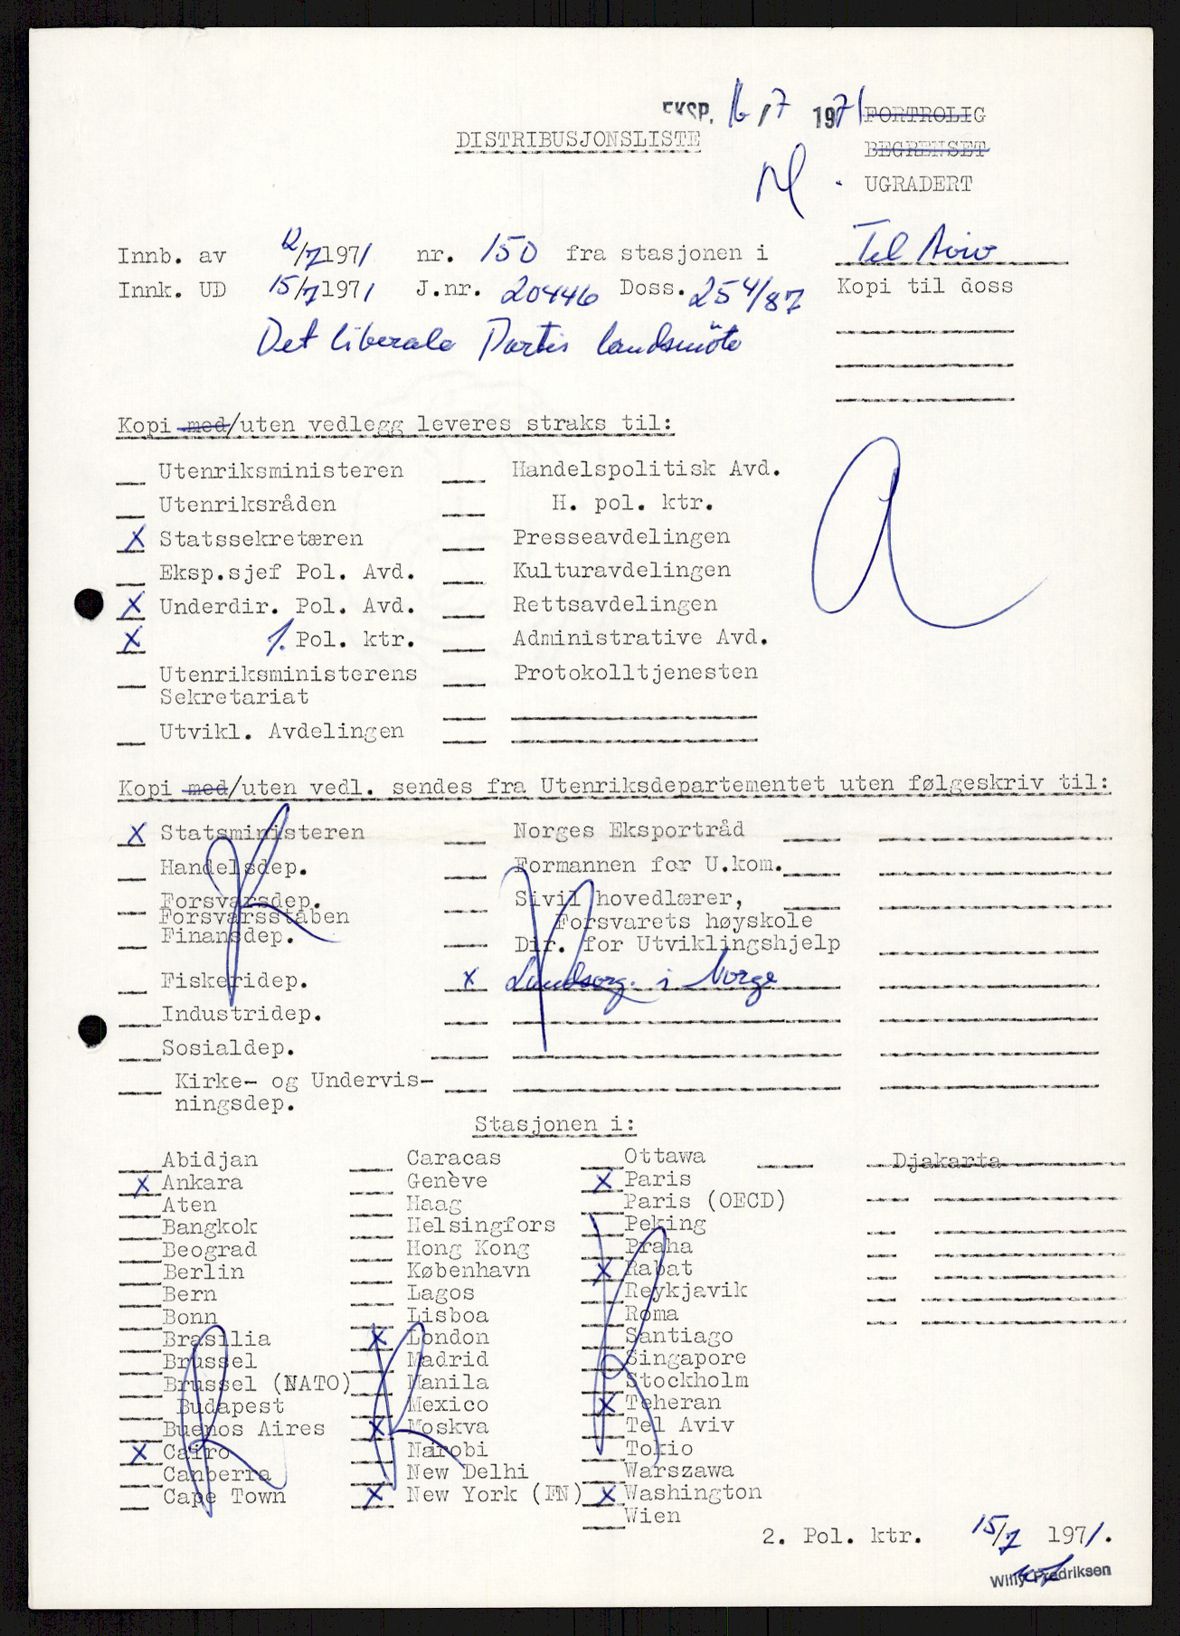 EKSP. 16/7 1971 FORTROLIG
DISTRIBUSJONSLISTE
BEGRENSET
UGRADERT
Innb. av 12/7 1971 nr. 150 fra stasjonen i Tel Aviv
Innk. UD 15/7 1971 J.nr. 20446 Doss. 254/87 Kopi til doss
Det liberale Partis landsmöte
Kopi med/uten vedlegg leveres straks til:
Utenriksministeren Handelspolitisk Avd.
Utenriksråden H. pol. ktr.
X Statssekretæren Presseavdelingen
Eksp.sjef Pol. Avd. Kulturavdelingen
X Underdir. Pol. Avd. Rettsavdelingen
X 1. Pol. ktr. Administrative Avd.
Utenriksministerens Protokolltjenesten
Sekretariat
Utvikl. Avdelingen
A
Kopi med/uten vedl. sendes fra Utenriksdepartementet uten følgeskriv til:
X Statsministeren Norges Eksportråd
Handelsdep. Formannen for U.kom.
Forsvarsdep. Sivil hovedlærer,
Forsvarsstaben Forsvarets høyskole
Finansdep. Dir. for Utviklingshjelp
Fiskeridep. X Landsorg. i Norge
Industridep.
Sosialdep.
Kirke- og Undervis-
ningsdep.
Stasjonen i:
Abidjan Caracas Ottawa Djakarta
X Ankara Genève X Paris
Aten Haag Paris (OECD)
Bangkok Helsingfors Peking
Beograd Hong Kong Praha
Berlin København X Rabat
Bern Lagos Reykjavik
Bonn Lisboa Roma
Brasilia X London Santiago
Brussel Madrid Singapore
Brussel (NATO) Manila Stockholm
Budapest Mexico X Teheran
Buenos Aires X Moskva Tel Aviv
X Cairo Narobi Tokio
Canberra New Delhi Warszawa
Cape Town X New York (FN) X Washington
Wien
2. Pol. ktr. 15/7 1971.
Willy Fredriksen